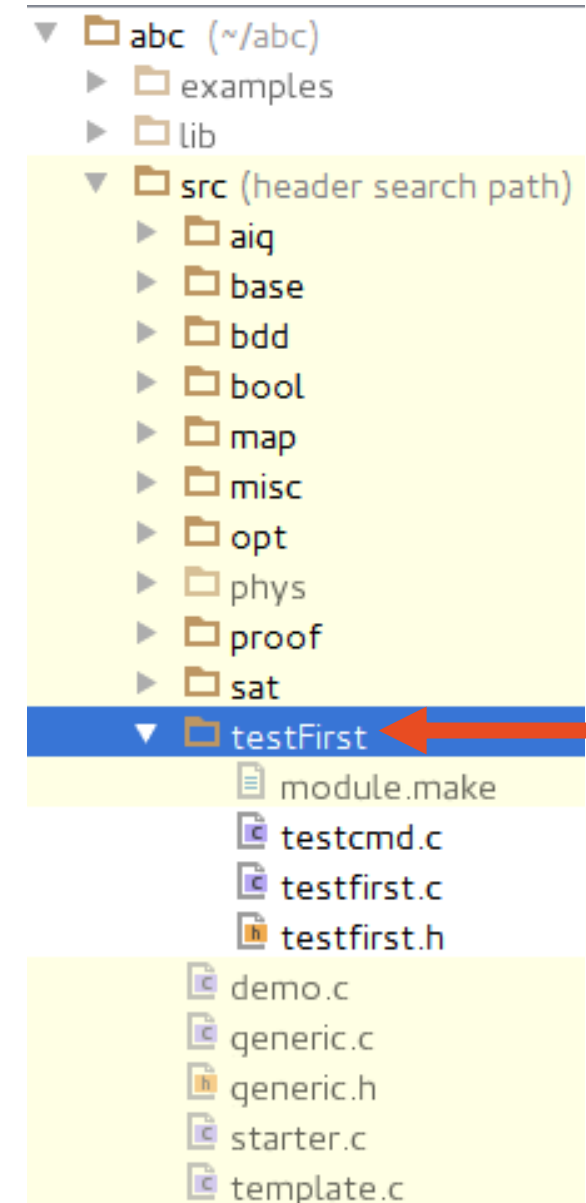 abc (~/abc)
examples
lib
src (header search path)
aig
base
bdd
bool
map
misc
opt
phys
proof
sat
testFirst
module.make
testcmd.c
testfirst.c
testfirst.h
demo.c
generic.c
generic.h
starter.c
template.c